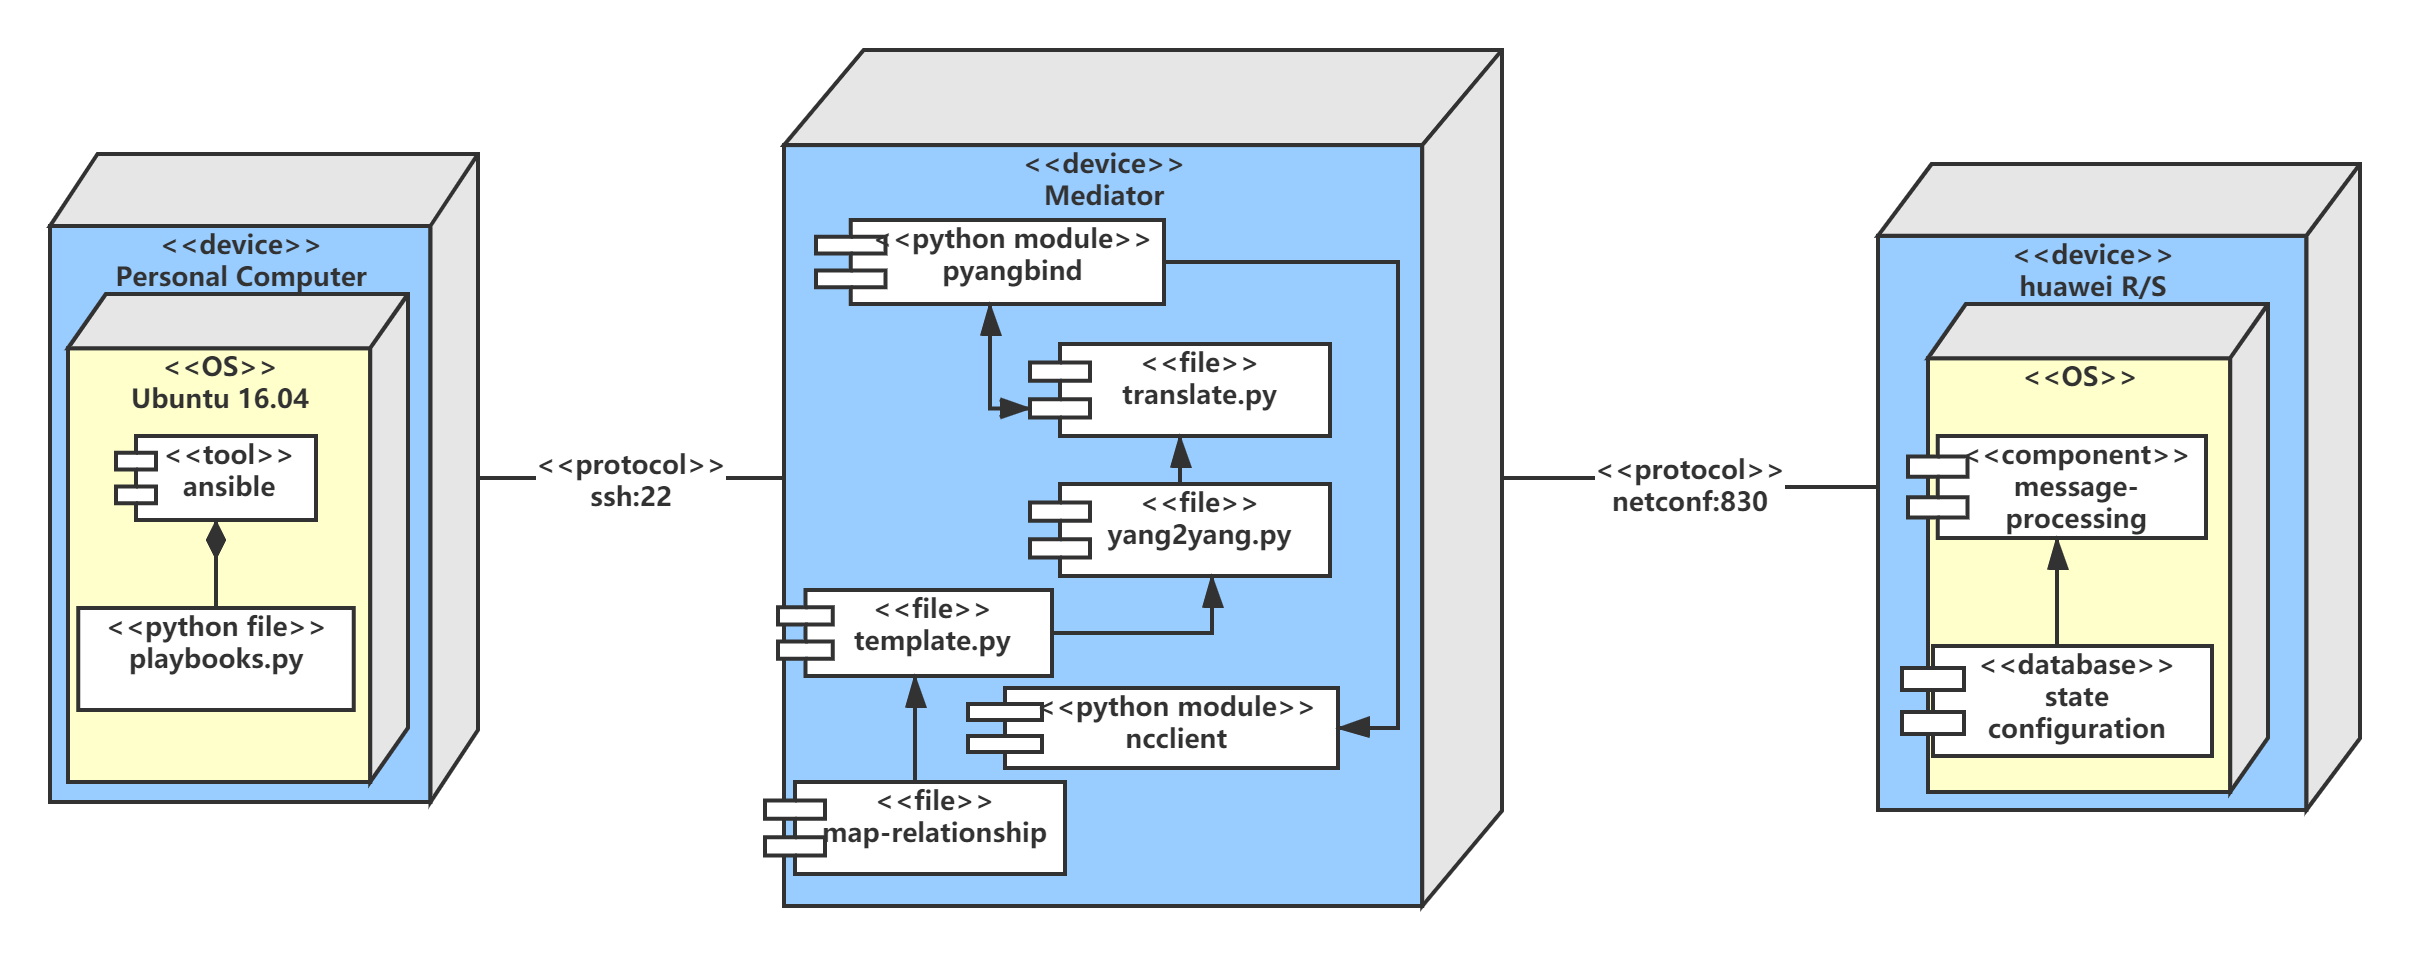 <<device>>
Personal Computer
<<OS>>
Ubuntu 16.04
<<tool>>
ansible
<<python file>>
playbooks.py
<<protocol>>
ssh:22
<<device>>
Mediator
<<python module>>
pyangbind
<<file>>
translate.py
<<file>>
yang2yang.py
<<file>>
template.py
<<python module>>
ncclient
<<file>>
map-relationship
<<protocol>>
netconf:830
<<device>>
huawei R/S
<<OS>>
<<component>>
message-
processing
<<database>>
state
configuration